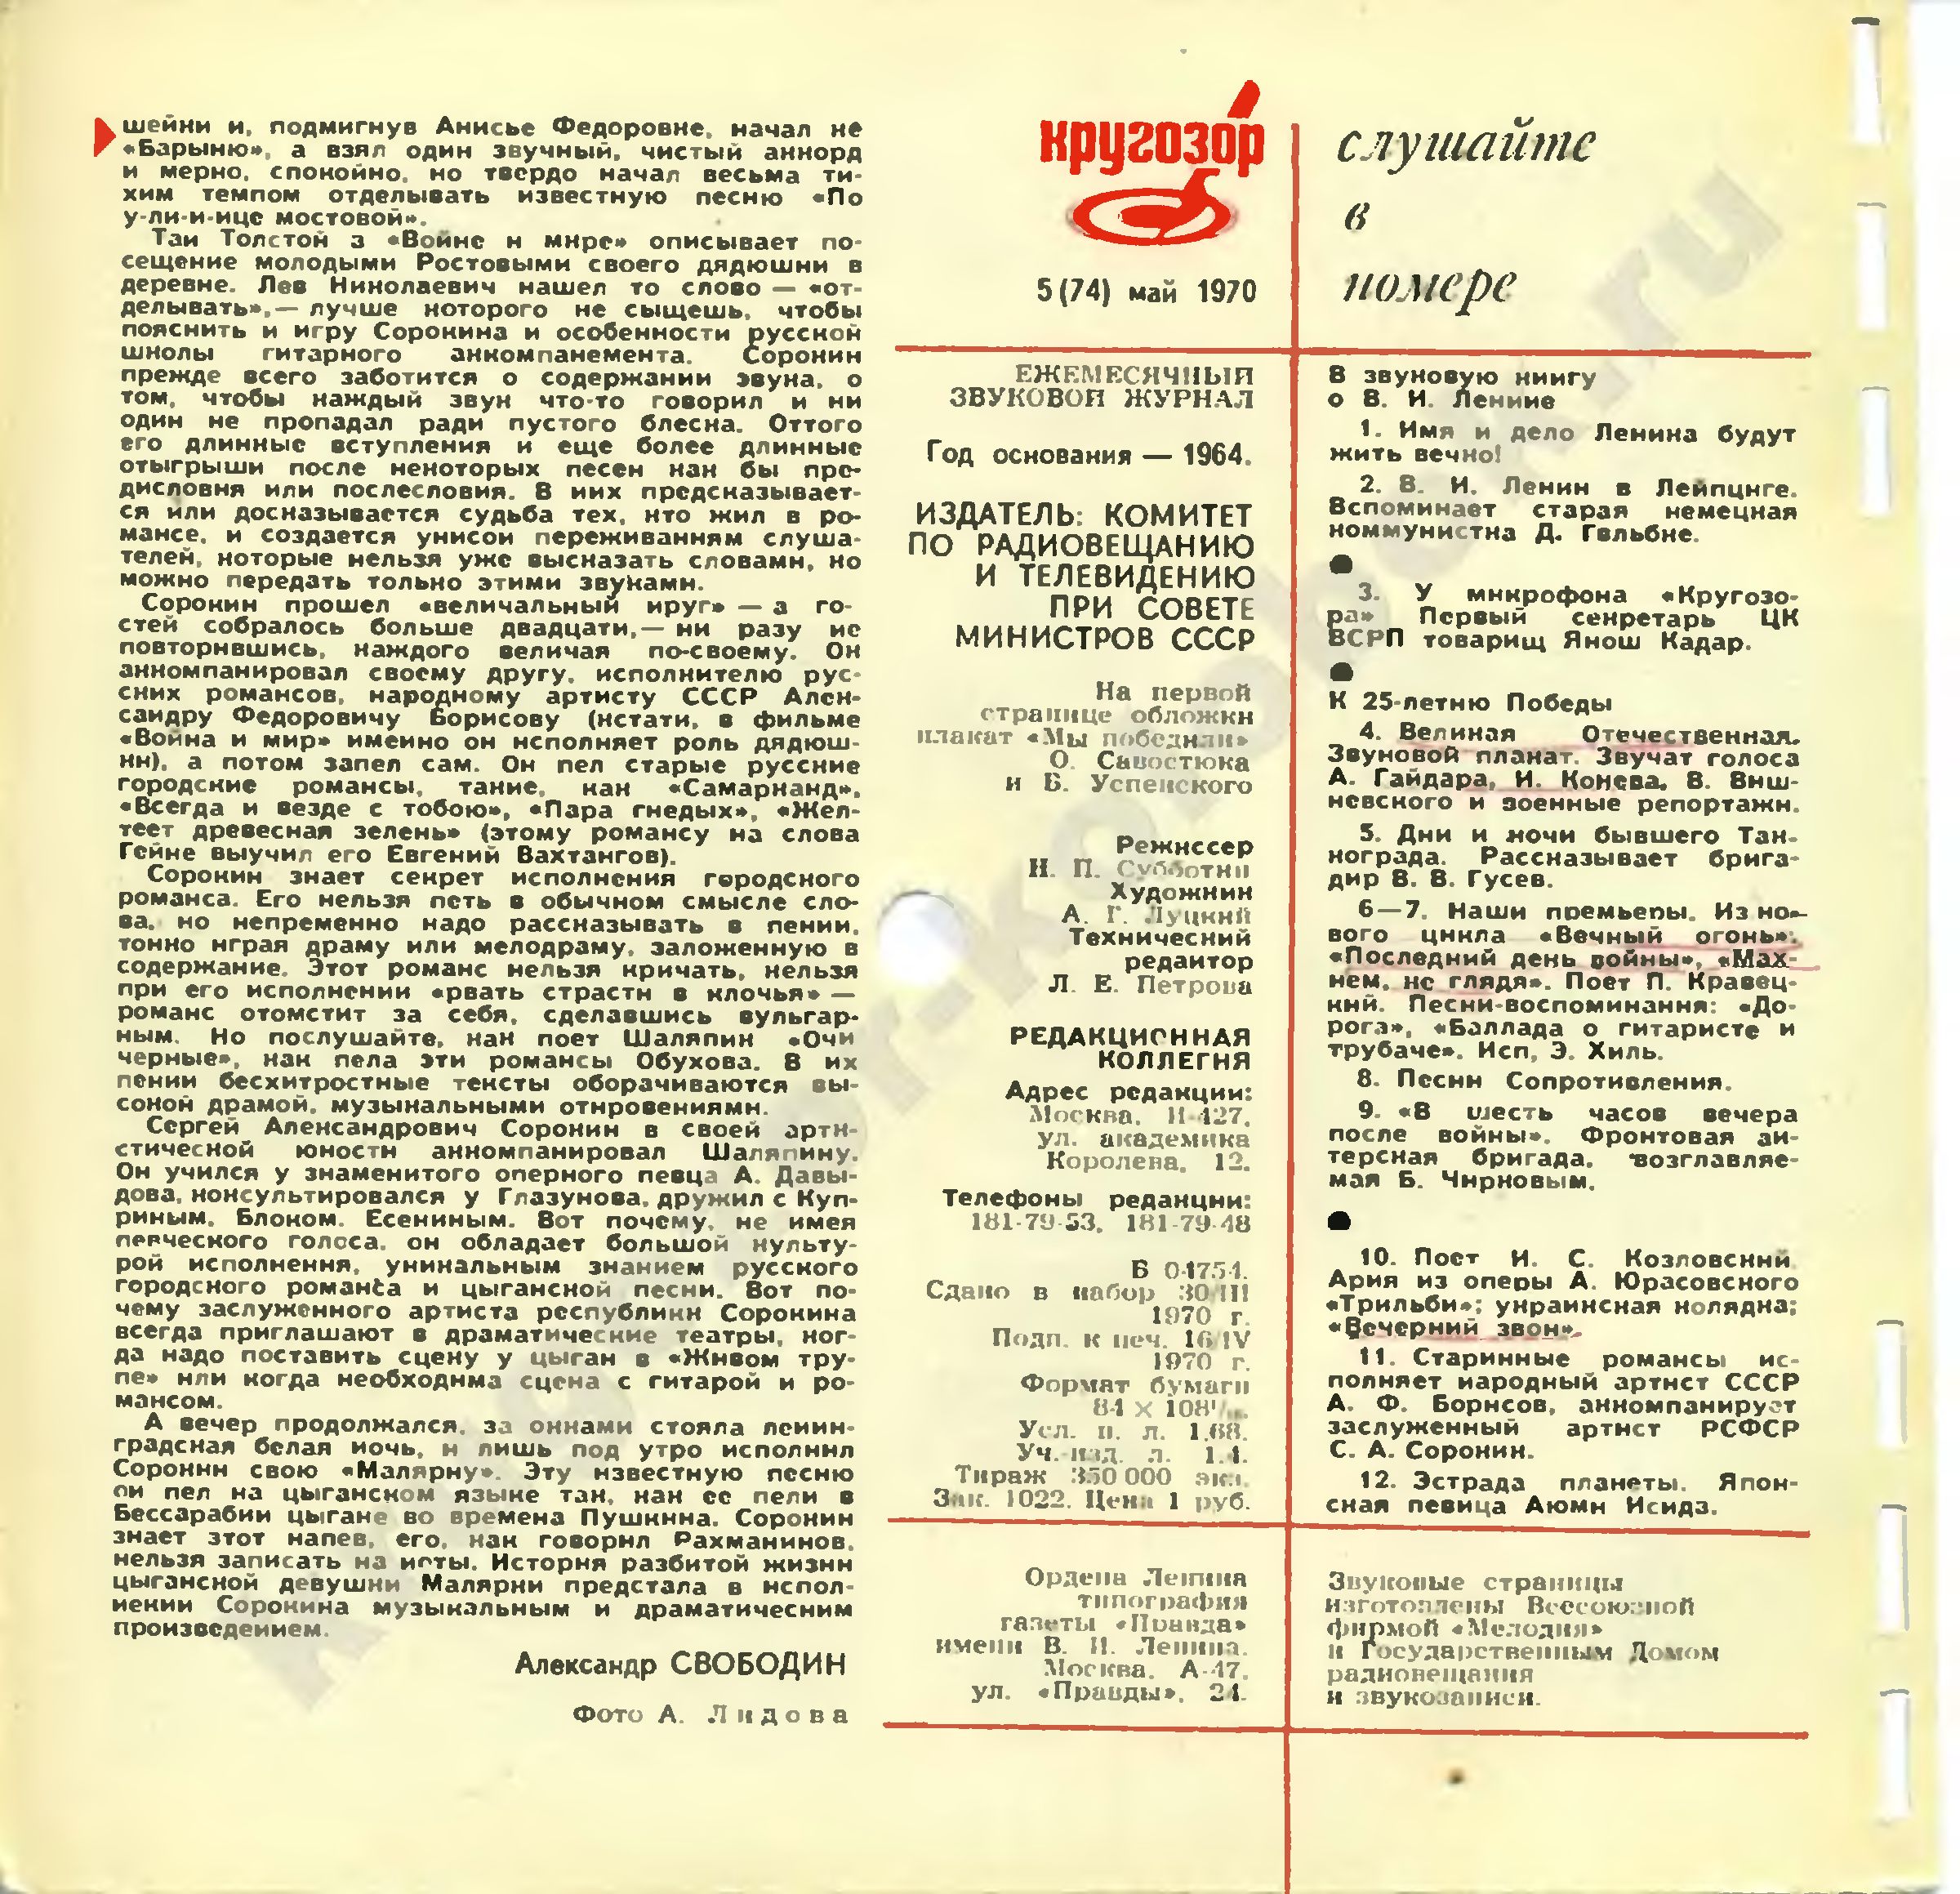 шейки и, подмигнув Анисье Федоровне, начал не
«Барыню», а взял один звучный, чистый аккорд
и мерно, спокойно, но твердо начал весьма ти-
хим темпом отделывать известную песню «По
у-ли-и-ице мостовой».
Так Толстой в «Войне и мире» описывает по-
сещение молодыми Ростовыми своего дядюшки в
деревне. Лев Николаевич нашел то слово — «от-
делывать»,— лучше которого не сыщешь, чтобы
пояснить и игру Сорокина и особенности русской
школы гитарного аккомпанемента. Сорокин
прежде всего заботится о содержании звука, о
том, чтобы каждый звук что-то говорил и ни
один не пропадал ради пустого блеска. Оттого
его длинные вступления и еще более длинные
отыгрыши после некоторых песен как бы пре-
дисловия или послесловия. В них предсказывает-
ся или досказывается судьба тех, кто жил в ро-
мансе, и создается унисон переживаниям слуша-
телей, которые нельзя уже высказать словами, но
можно передать только этими звуками.
Сорокин прошел «величальный круг» — а го-
стей собралось больше двадцати,— ни разу не
повторившись, каждого величая по-своему. Он
аккомпанировал своему другу, исполнителю рус-
ских романсов, народному артисту СССР Алек-
сандру Федоровичу Борисову (кстати, в фильме
«Война и мир» именно он исполняет роль дядюш-
ки), а потом запел сам. Он пел старые русские
городские романсы, такие, как «Самарканд»,
«Всегда и везде с тобою», «Пара гнедых», «Жел-
теет древесная зелень» (этому романсу на слова
Гейне выучил его Евгений Вахтангов).
Сорокин знает секрет исполнения городского
романса. Его нельзя петь в обычном смысле сло-
ва, но непременно надо рассказывать в пении,
тонко играя драму или мелодраму, заложенную в
содержание. Этот романс нельзя кричать, нельзя
при его исполнении «рвать страсти в клочья» —
романс отомстит за себя, сделавшись вульгар-
ным. Но послушайте, как поет Шаляпин «Очи
черные», как пела эти романсы Обухова. В их
пении бесхитростные тексты оборачиваются вы-
сокой драмой, музыкальными откровениями.
Сергей Александрович Сорокин в своей арти-
стической юности аккомпанировал Шаляпину.
Он учился у знаменитого оперного певца А. Давы-
дова, консультировался у Глазунова, дружил с Куп-
риным, Блоком, Есениным. Вот почему, не имея
певческого голоса, он обладает большой культу-
рой исполнения, уникальным знанием русского
городского романса и цыганской песни. Вот по-
чему заслуженного артиста республики Сорокина
всегда приглашают в драматические театры, ког-
да надо поставить сцену у цыган в «Живом тру-
пе» или когда необходима сцена с гитарой и ро-
мансом.
А вечер продолжался, за окнами стояла ленин-
градская белая ночь, и лишь под утро исполнил
Сорокин свою «Малярку». Эту известную песню
он пел на цыганском языке так, как ее пели в
Бессарабии цыгане во времена Пушкина. Сорокин
знает этот напев, его, как говорил Рахманинов,
нельзя записать на ноты. История разбитой жизни
цыганской девушки Малярки предстала в испол-
нении Сорокина музыкальным и драматическим
произведением.
Александр СВОБОДИН
Фото А. Лидова
кругозор
5(74) май 1970
ЕЖЕМЕСЯЧНЫЙ
ЗВУКОВОЙ ЖУРНАЛ
Год основания — 1964.
ИЗДАТЕЛЬ: КОМИТЕТ
ПО РАДИОВЕЩАНИЮ
И ТЕЛЕВИДЕНИЮ
ПРИ СОВЕТЕ
МИНИСТРОВ СССР
На первой
странице обложки
плакат «Мы победили»
О. Савостюка
и Б. Успенского
Режиссер
И. П. Субботин
Художник
А. Г. Луцкий
Технический
редактор
Л. Е. Петрова
РЕДАКЦИОННАЯ
КОЛЛЕГИЯ
Адрес редакции:
Москва, И-427,
ул. академика
Королева, 12.
Телефоны редакции:
181-79-53, 181-79-48
Б 04754.
Сдано в набор 30/III
1970 г.
Подп. к печ. 16/IV
1970 г.
Формат бумаги
84 × 108¹/₁₆.
Усл. п. л. 1,68.
Уч.-изд. л. 1,4.
Тираж 350 000 экз.
Зак. 1022. Цена 1 руб.
Ордена Ленина
типография
газеты «Правда»
имени В. И. Ленина.
Москва, А-47,
ул. «Правды», 24.
слушайте
в
номере
В звуковую книгу
о В. И. Ленине
1. Имя и дело Ленина будут
жить вечно!
2. В. И. Ленин в Лейпциге.
Вспоминает старая немецкая
коммунистка Д. Гельбке.
●
3. У микрофона «Кругозо-
ра» Первый секретарь ЦК
ВСРП товарищ Янош Кадар.
●
К 25-летию Победы
4. Великая Отечественная.
Звуковой плакат. Звучат голоса
А. Гайдара, И. Конева, В. Виш-
невского и военные репортажи.
5. Дни и ночи бывшего Тан-
кограда. Рассказывает брига-
дир В. В. Гусев.
6—7. Наши премьеры. Из но-
вого цикла «Вечный огонь»:
«Последний день войны», «Мах-
нем, не глядя». Поет П. Кравец-
кий. Песни-воспоминания: «До-
рога», «Баллада о гитаристе и
трубаче». Исп. Э. Хиль.
8. Песни Сопротивления.
9. «В шесть часов вечера
после войны». Фронтовая ак-
терская бригада, возглавляе-
мая Б. Чирковым.
●
10. Поет И. С. Козловский.
Ария из оперы А. Юрасовского
«Трильби»; украинская колядка;
«Вечерний звон».
11. Старинные романсы ис-
полняет народный артист СССР
А. Ф. Борисов, аккомпанирует
заслуженный артист РСФСР
С. А. Сорокин.
12. Эстрада планеты. Япон-
ская певица Аюми Исидa.
Звуковые страницы
изготовлены Всесоюзной
фирмой «Мелодия»
и Государственным Домом
радиовещания
и звукозаписи.
krugozor-kolobok.ru